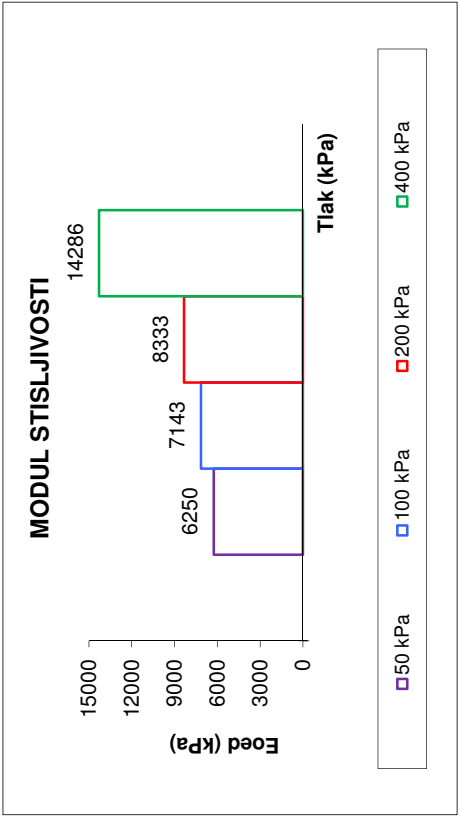 MODUL STISLJIVOSTI
Eoed (kPa)
15000
12000
9000
6000
3000
0
6250
7143
8333
14286
Tlak (kPa)
50 kPa
100 kPa
200 kPa
400 kPa